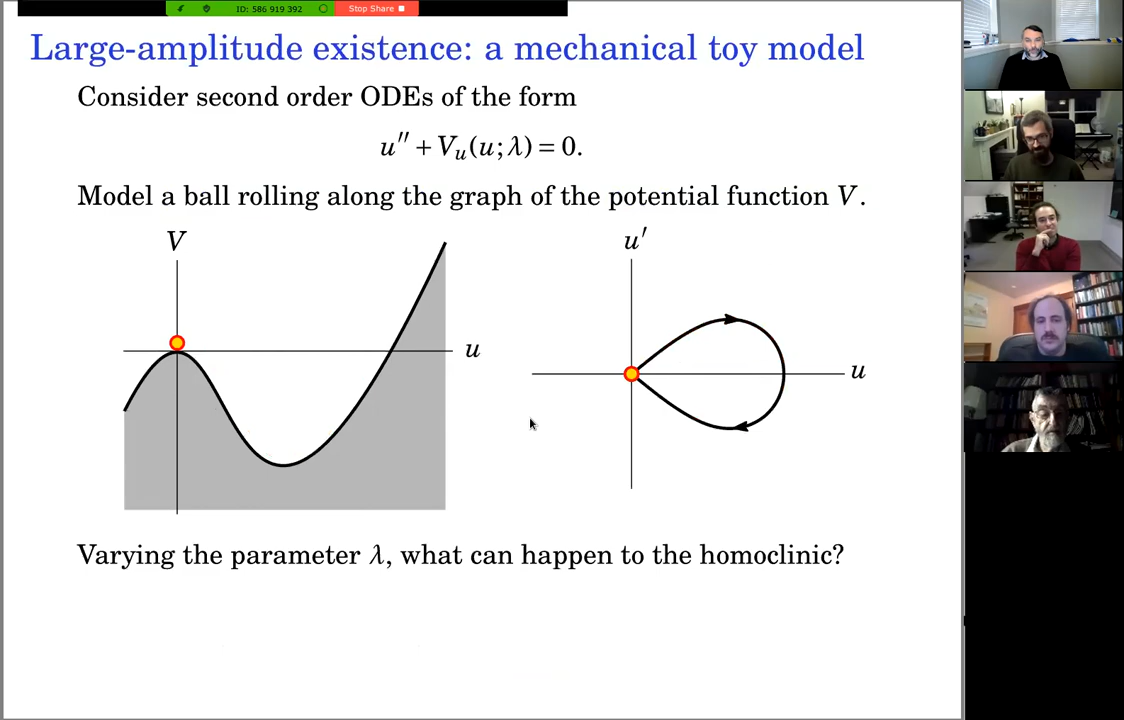 ID: 586 919 392
Stop Share
Large-amplitude existence: a mechanical toy model
Consider second order ODEs of the form
u″ + Vᵤ(u; λ) = 0.
Model a ball rolling along the graph of the potential function V.
V
u
u′
u
Varying the parameter λ, what can happen to the homoclinic?